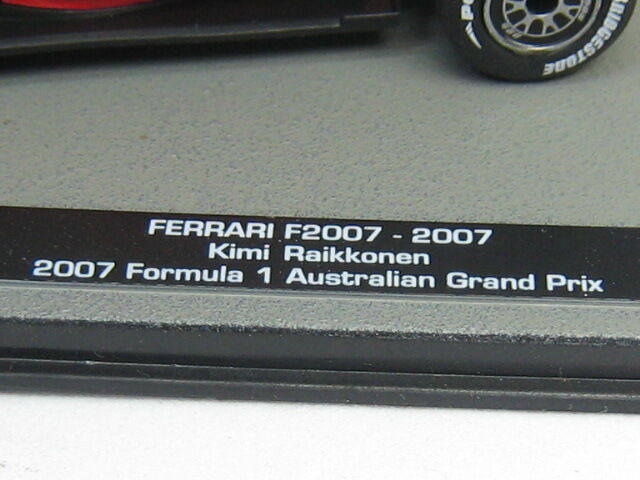 BRIDGESTONE
FERRARI F2007 - 2007
Kimi Raikkonen
2007 Formula 1 Australian Grand Prix